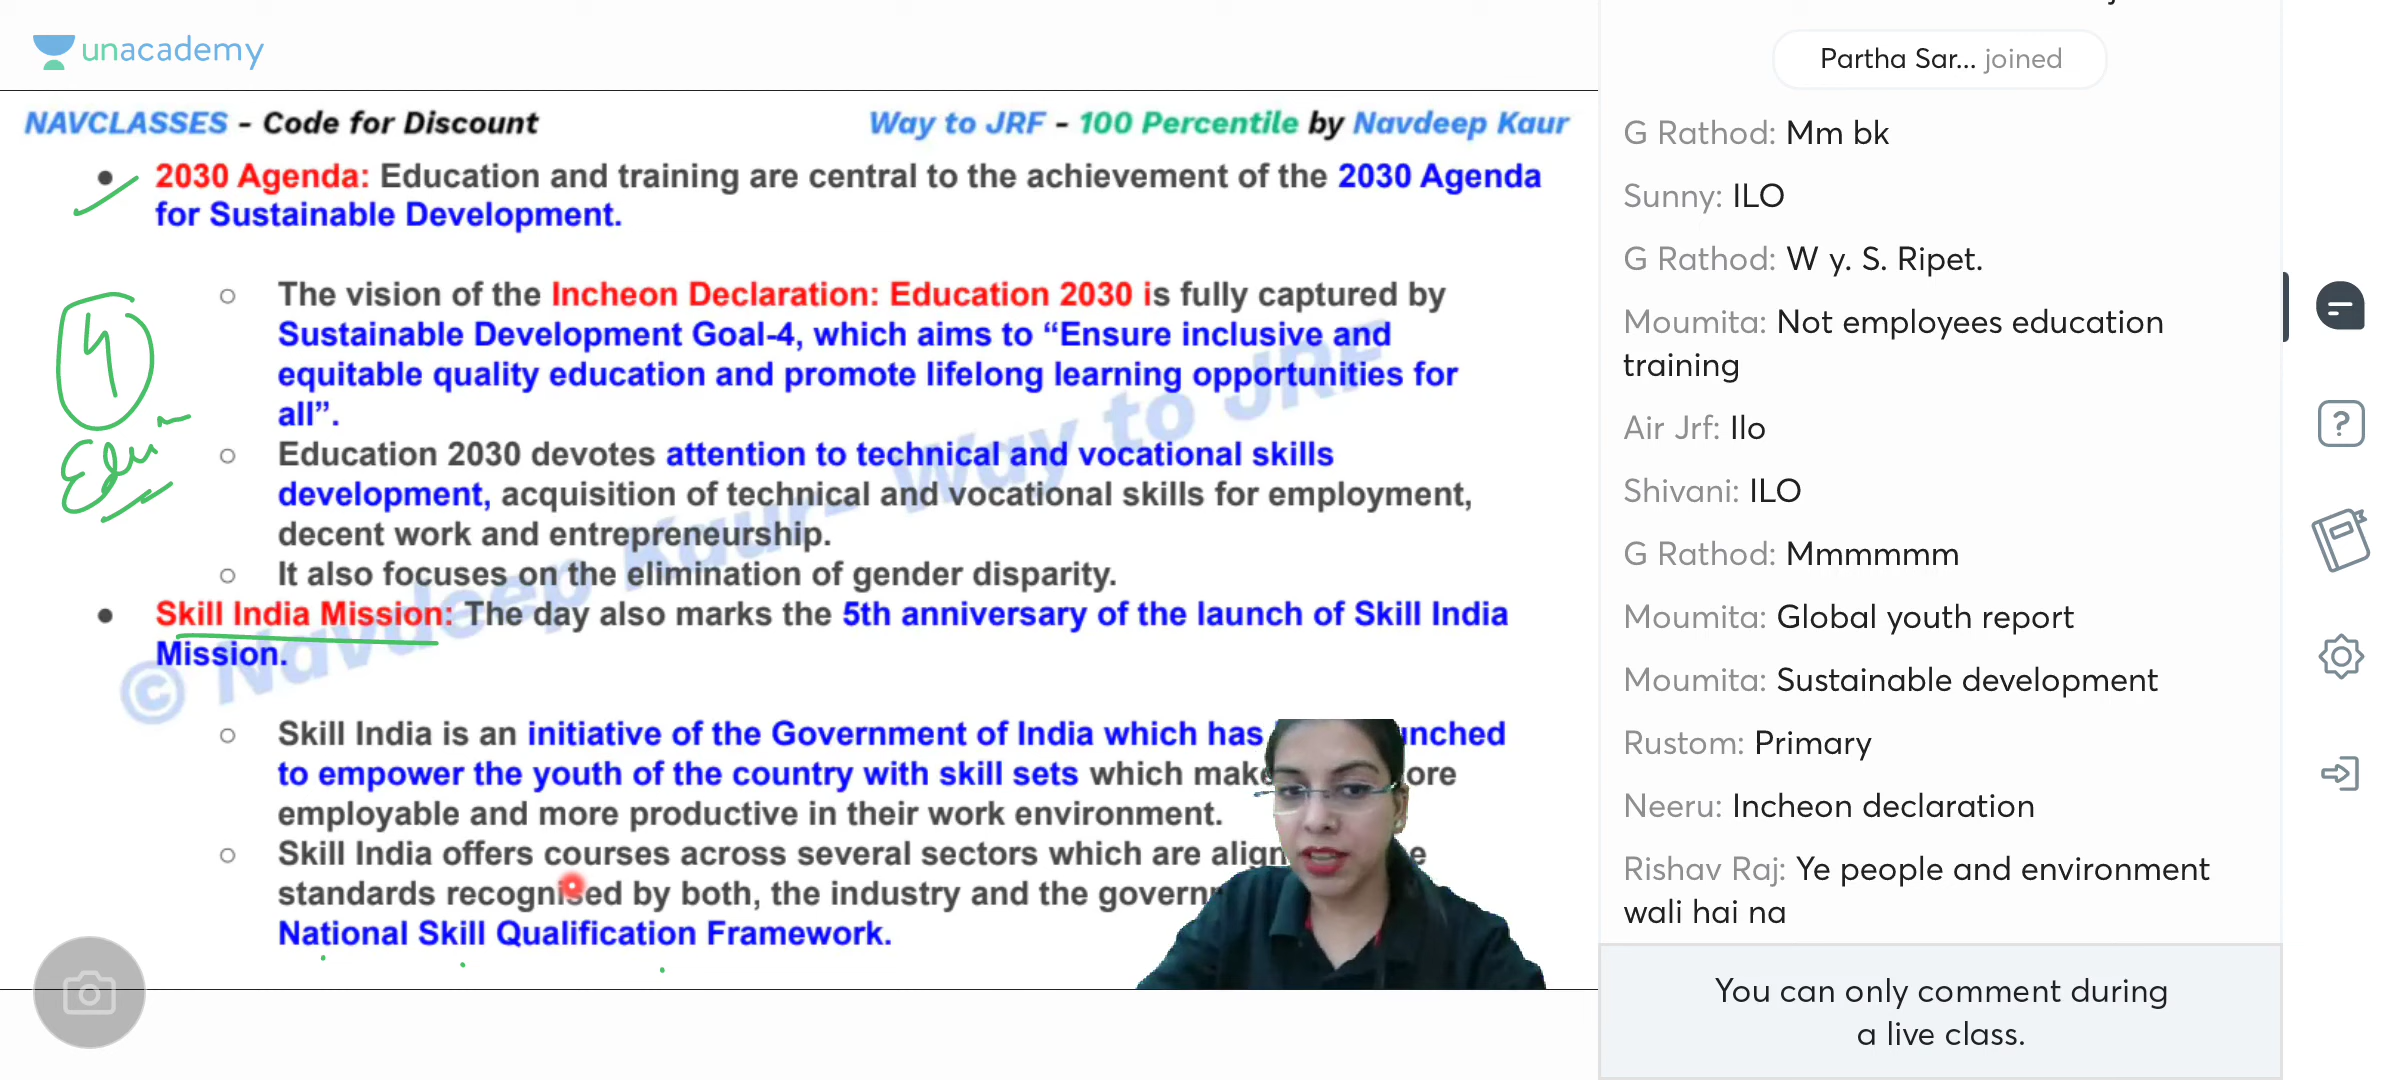 unacademy
NAVCLASSES - Code for Discount
Way to JRF - 100 Percentile by Navdeep Kaur
2030 Agenda: Education and training are central to the achievement of the 2030 Agenda
for Sustainable Development.
The vision of the Incheon Declaration: Education 2030 is fully captured by
Sustainable Development Goal-4, which aims to “Ensure inclusive and
equitable quality education and promote lifelong learning opportunities for
all”.
4
Edun
Education 2030 devotes attention to technical and vocational skills
development, acquisition of technical and vocational skills for employment,
decent work and entrepreneurship.
It also focuses on the elimination of gender disparity.
Skill India Mission: The day also marks the 5th anniversary of the launch of Skill India
Mission.
Skill India is an initiative of the Government of India which has
to empower the youth of the country with skill sets which
employable and more productive in their work environment.
Skill India offers courses across several sectors which are
standards recognised by both, the industry and the
National Skill Qualification Framework.
© Navdeep Kaur- Way to JRF
Partha Sar... joined
G Rathod: Mm bk
Sunny: ILO
G Rathod: W y. S. Ripet.
Moumita: Not employees education
training
Air Jrf: Ilo
Shivani: ILO
G Rathod: Mmmmmm
Moumita: Global youth report
Moumita: Sustainable development
Rustom: Primary
Neeru: Incheon declaration
Rishav Raj: Ye people and environment
wali hai na
You can only comment during
a live class.